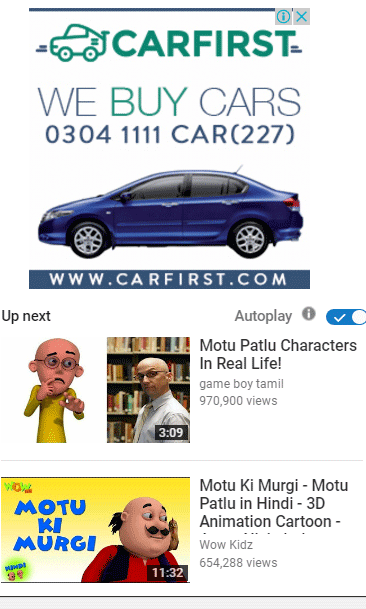 CARFIRST
WE BUY CARS
0304 1111 CAR(227)
WWW.CARFIRST.COM
Up next
Autoplay
Motu Patlu Characters
In Real Life!
game boy tamil
970,900 views
3:09
WOW
MOTU
KI
MURGI
HINDI
11:32
Motu Ki Murgi - Motu
Patlu in Hindi - 3D
Animation Cartoon -
Wow Kidz
654,288 views